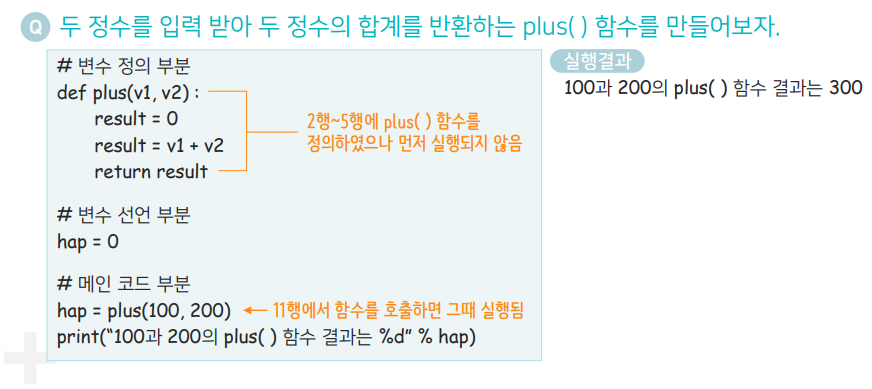 Q 두 정수를 입력 받아 두 정수의 합계를 반환하는 plus( ) 함수를 만들어보자.
# 변수 정의 부분
def plus(v1, v2) :
result = 0
result = v1 + v2
return result
2행~5행에 plus( ) 함수를
정의하였으나 먼저 실행되지 않음
# 변수 선언 부분
hap = 0
# 메인 코드 부분
hap = plus(100, 200) 11행에서 함수를 호출하면 그때 실행됨
print(“100과 200의 plus( ) 함수 결과는 %d” % hap)
실행결과
100과 200의 plus( ) 함수 결과는 300